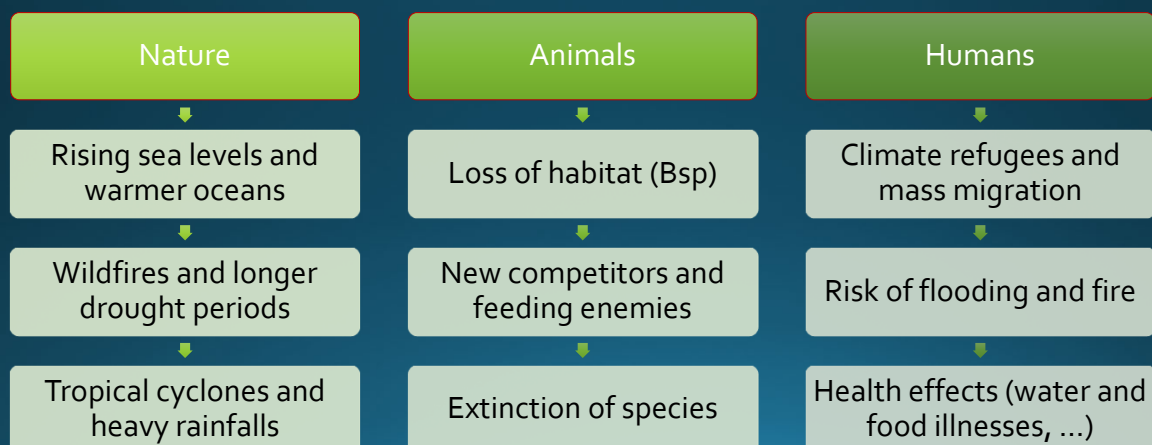 Nature
Rising sea levels and
warmer oceans
Wildfires and longer
drought periods
Tropical cyclones and
heavy rainfalls
Animals
Loss of habitat (Bsp)
New competitors and
feeding enemies
Extinction of species
Humans
Climate refugees and
mass migration
Risk of flooding and fire
Health effects (water and
food illnesses, ...)